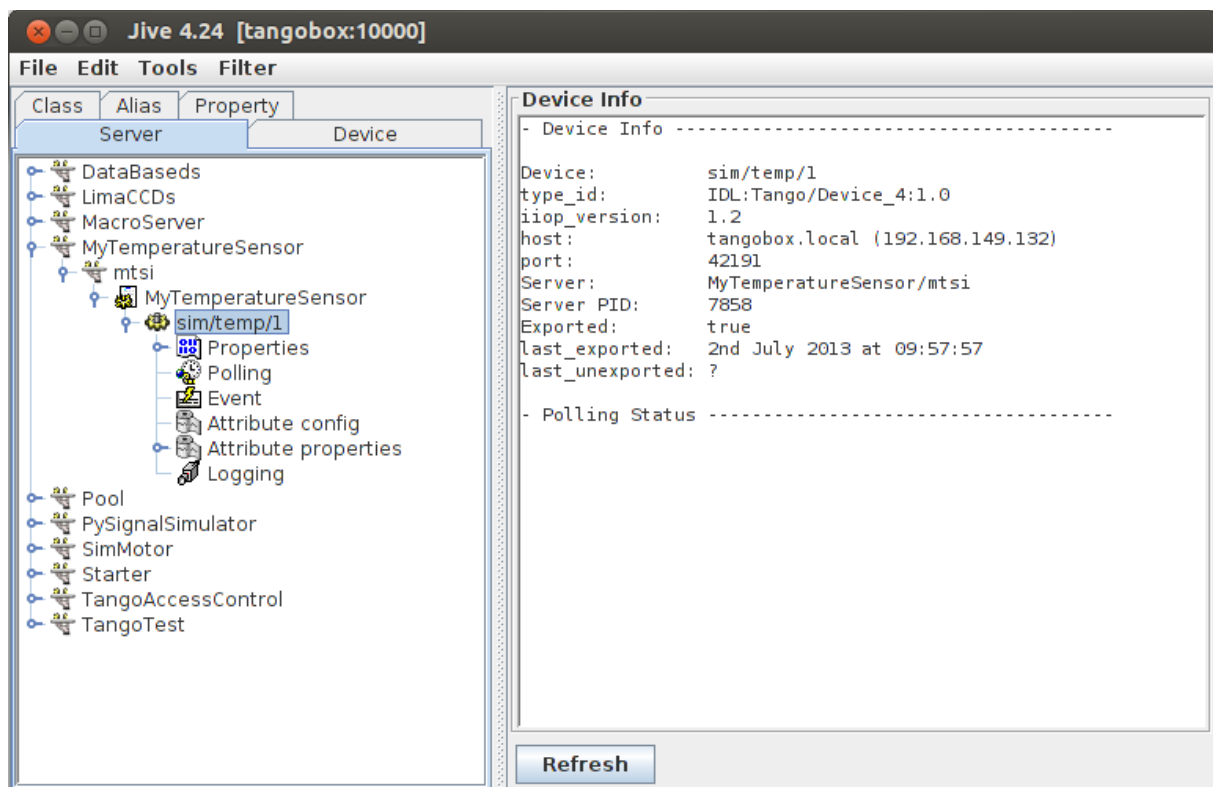 Jive 4.24 [tangobox:10000]
File Edit Tools Filter
Class Alias Property
Server Device
DataBaseds
LimaCCDs
MacroServer
MyTemperatureSensor
mtsi
MyTemperatureSensor
sim/temp/1
Properties
Polling
Event
Attribute config
Attribute properties
Logging
Pool
PySignalSimulator
SimMotor
Starter
TangoAccessControl
TangoTest
Device Info
- Device Info ----------------------------------------
Device: sim/temp/1
type_id: IDL:Tango/Device_4:1.0
iiop_version: 1.2
host: tangobox.local (192.168.149.132)
port: 42191
Server: MyTemperatureSensor/mtsi
Server PID: 7858
Exported: true
last_exported: 2nd July 2013 at 09:57:57
last_unexported: ?
- Polling Status -------------------------------------
Refresh